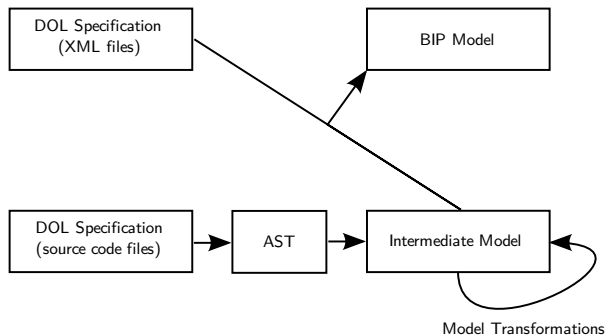 DOL Specification
(XML files)
BIP Model
DOL Specification
(source code files)
AST
Intermediate Model
Model Transformations